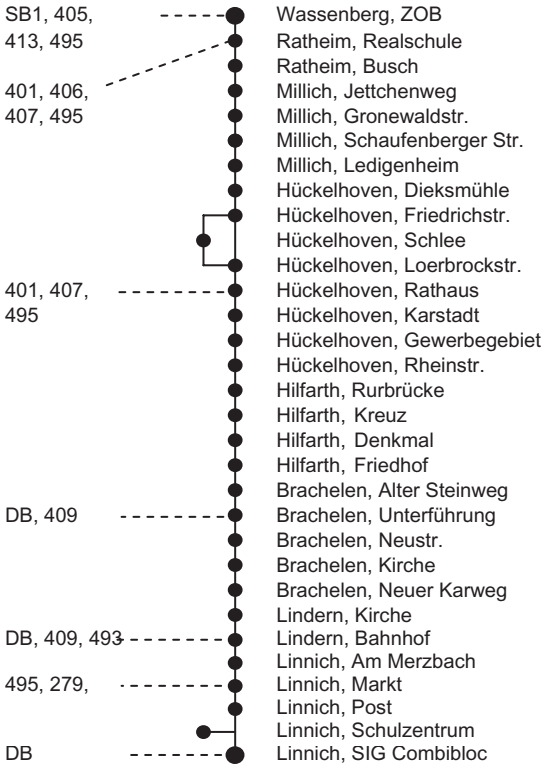 SB1, 405, Wassenberg, ZOB
413, 495 Ratheim, Realschule
Ratheim, Busch
401, 406, Millich, Jettchenweg
407, 495 Millich, Gronewaldstr.
Millich, Schaufenberger Str.
Millich, Ledigenheim
Hückelhoven, Dieksmühle
Hückelhoven, Friedrichstr.
Hückelhoven, Schlee
Hückelhoven, Loerbrockstr.
401, 407, Hückelhoven, Rathaus
495 Hückelhoven, Karstadt
Hückelhoven, Gewerbegebiet
Hückelhoven, Rheinstr.
Hilfarth, Rurbrücke
Hilfarth, Kreuz
Hilfarth, Denkmal
Hilfarth, Friedhof
Brachelen, Alter Steinweg
DB, 409 Brachelen, Unterführung
Brachelen, Neustr.
Brachelen, Kirche
Brachelen, Neuer Karweg
Lindern, Kirche
DB, 409, 493 Lindern, Bahnhof
Linnich, Am Merzbach
495, 279, Linnich, Markt
Linnich, Post
Linnich, Schulzentrum
DB Linnich, SIG Combibloc